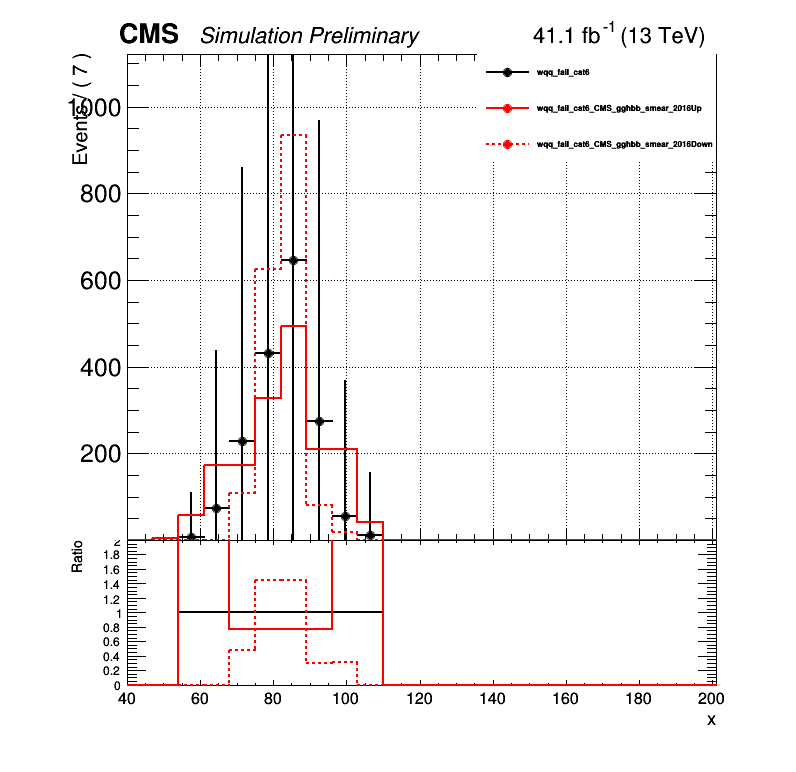 CMS Simulation Preliminary 41.1 fb-1 (13 TeV)
Events / ( 7 )
wqq_fail_cat6
wqq_fail_cat6_CMS_gghbb_smear_2016Up
wqq_fail_cat6_CMS_gghbb_smear_2016Down
1000
800
600
400
200
Ratio
2
1.8
1.6
1.4
1.2
1
0.8
0.6
0.4
0.2
0
40 60 80 100 120 140 160 180 200
x